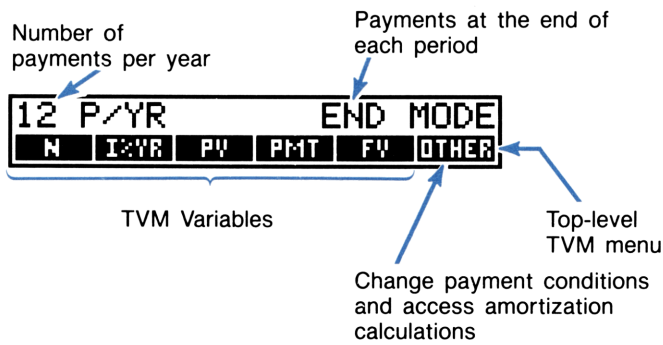 Number of
payments per year
Payments at the end of
each period
12 P/YR END MODE
N I%YR PV PMT FV OTHER
TVM Variables
Top-level
TVM menu
Change payment conditions
and access amortization
calculations